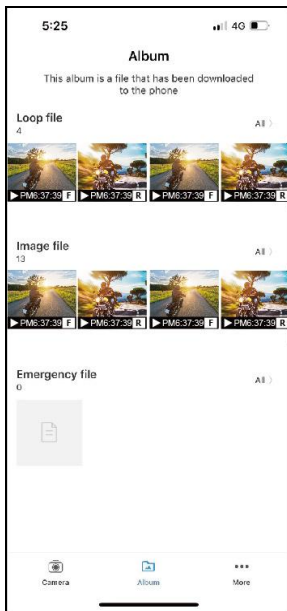 5:25 4G
Album
This album is a file that has been downloaded
to the phone
Loop file All
4
PM6:37:39 F PM6:37:39 R PM6:37:39 F PM6:37:39 R
Image file All
13
PM6:37:39 F PM6:37:39 R PM6:37:39 F PM6:37:39 R
Emergency file All
0
Camera Album More